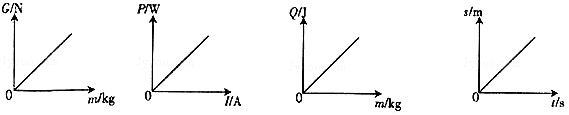 G/N P/W Q/J s/m
0 m/kg 0 I/A 0 m/kg 0 t/s